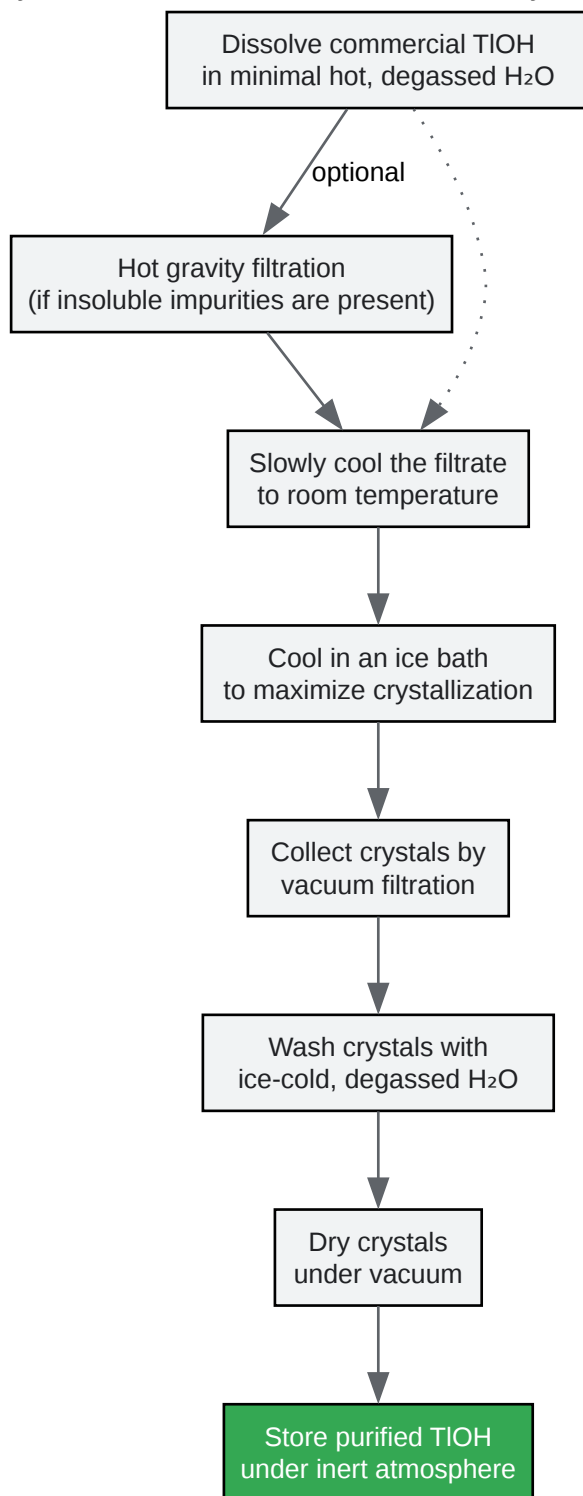 Dissolve commercial TlOH
in minimal hot, degassed H₂O
optional
Hot gravity filtration
(if insoluble impurities are present)
Slowly cool the filtrate
to room temperature
Cool in an ice bath
to maximize crystallization
Collect crystals by
vacuum filtration
Wash crystals with
ice-cold, degassed H₂O
Dry crystals
under vacuum
Store purified TlOH
under inert atmosphere